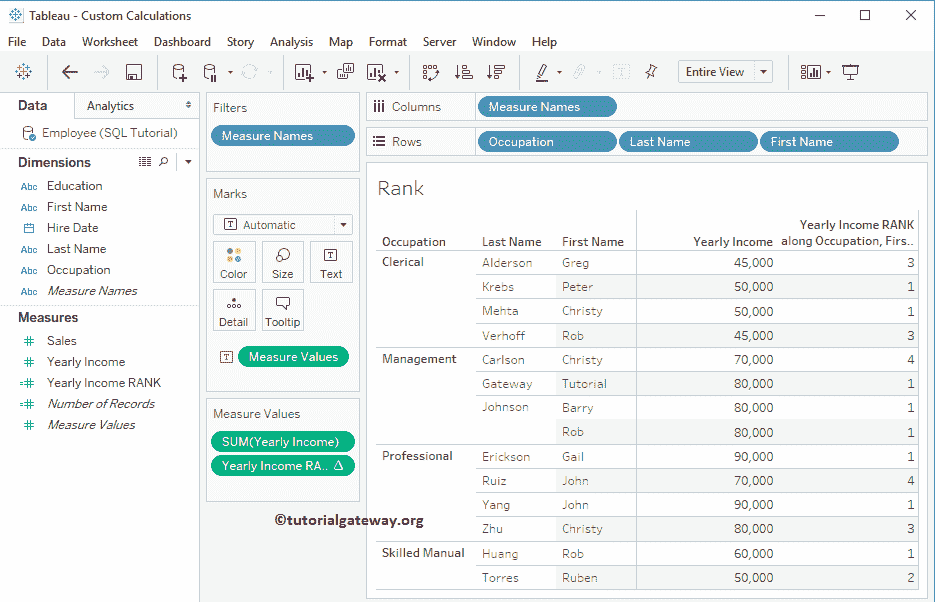 Tableau - Custom Calculations
File Data Worksheet Dashboard Story Analysis Map Format Server Window Help
Entire View
Data Analytics
Employee (SQL Tutorial)
Dimensions
Abc Education
Abc First Name
Hire Date
Abc Last Name
Abc Occupation
Abc Measure Names
Measures
# Sales
# Yearly Income
=# Yearly Income RANK
=# Number of Records
# Measure Values
Filters
Measure Names
Marks
T Automatic
Color Size T Text
Detail Tooltip
T Measure Values
Measure Values
SUM(Yearly Income)
Yearly Income RA.. Δ
©tutorialgateway.org
Columns Measure Names
Rows Occupation Last Name First Name
Rank
Yearly Income RANK
Occupation Last Name First Name Yearly Income along Occupation, Firs..
Clerical Alderson Greg 45,000 3
Krebs Peter 50,000 1
Mehta Christy 50,000 1
Verhoff Rob 45,000 3
Management Carlson Christy 70,000 4
Gateway Tutorial 80,000 1
Johnson Barry 80,000 1
Rob 80,000 1
Professional Erickson Gail 90,000 1
Ruiz John 70,000 4
Yang John 90,000 1
Zhu Christy 80,000 3
Skilled Manual Huang Rob 60,000 1
Torres Ruben 50,000 2